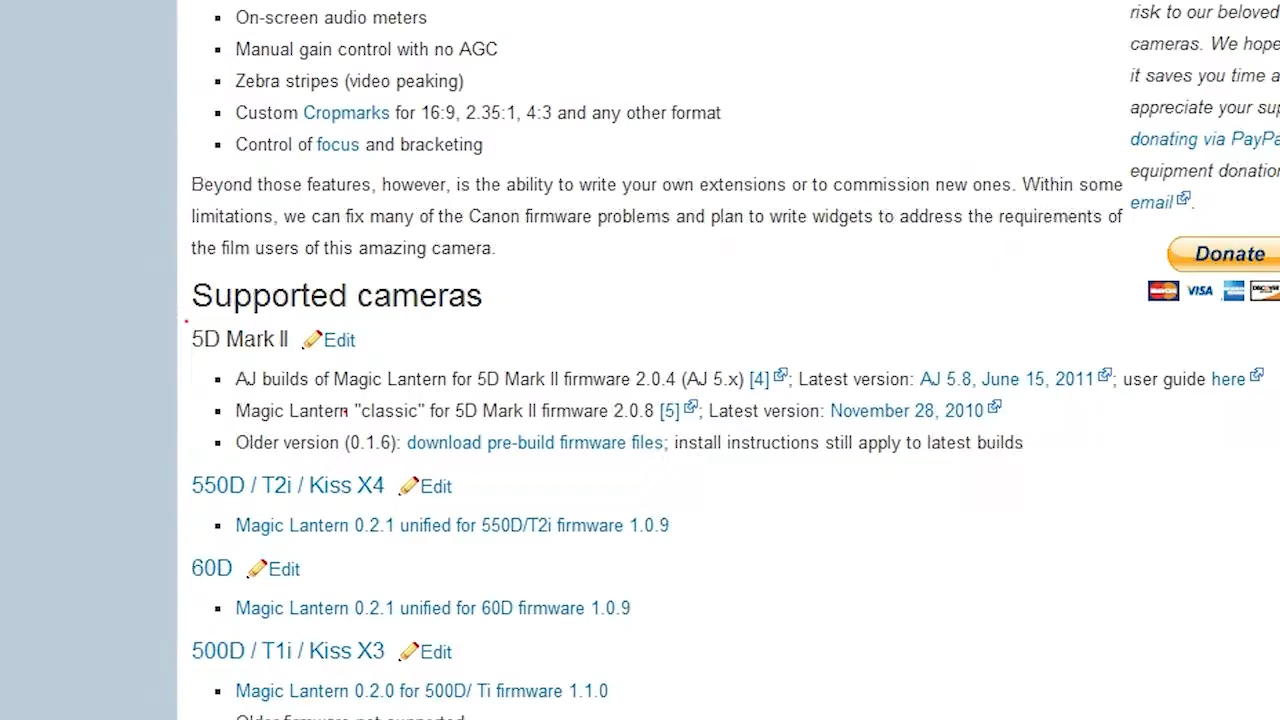 On-screen audio meters
Manual gain control with no AGC
Zebra stripes (video peaking)
Custom Cropmarks for 16:9, 2.35:1, 4:3 and any other format
Control of focus and bracketing
Beyond those features, however, is the ability to write your own extensions or to commission new ones. Within some
limitations, we can fix many of the Canon firmware problems and plan to write widgets to address the requirements of
the film users of this amazing camera.
Supported cameras
5D Mark II Edit
AJ builds of Magic Lantern for 5D Mark II firmware 2.0.4 (AJ 5.x) [4]; Latest version: AJ 5.8, June 15, 2011; user guide here
Magic Lantern "classic" for 5D Mark II firmware 2.0.8 [5]; Latest version: November 28, 2010
Older version (0.1.6): download pre-build firmware files; install instructions still apply to latest builds
550D / T2i / Kiss X4 Edit
Magic Lantern 0.2.1 unified for 550D/T2i firmware 1.0.9
60D Edit
Magic Lantern 0.2.1 unified for 60D firmware 1.0.9
500D / T1i / Kiss X3 Edit
Magic Lantern 0.2.0 for 500D/ Ti firmware 1.1.0
Older firmware not supported
risk to our beloved
cameras. We hope
it saves you time a
appreciate your sup
donating via PayPa
equipment donation
email.
Donate
MasterCard VISA